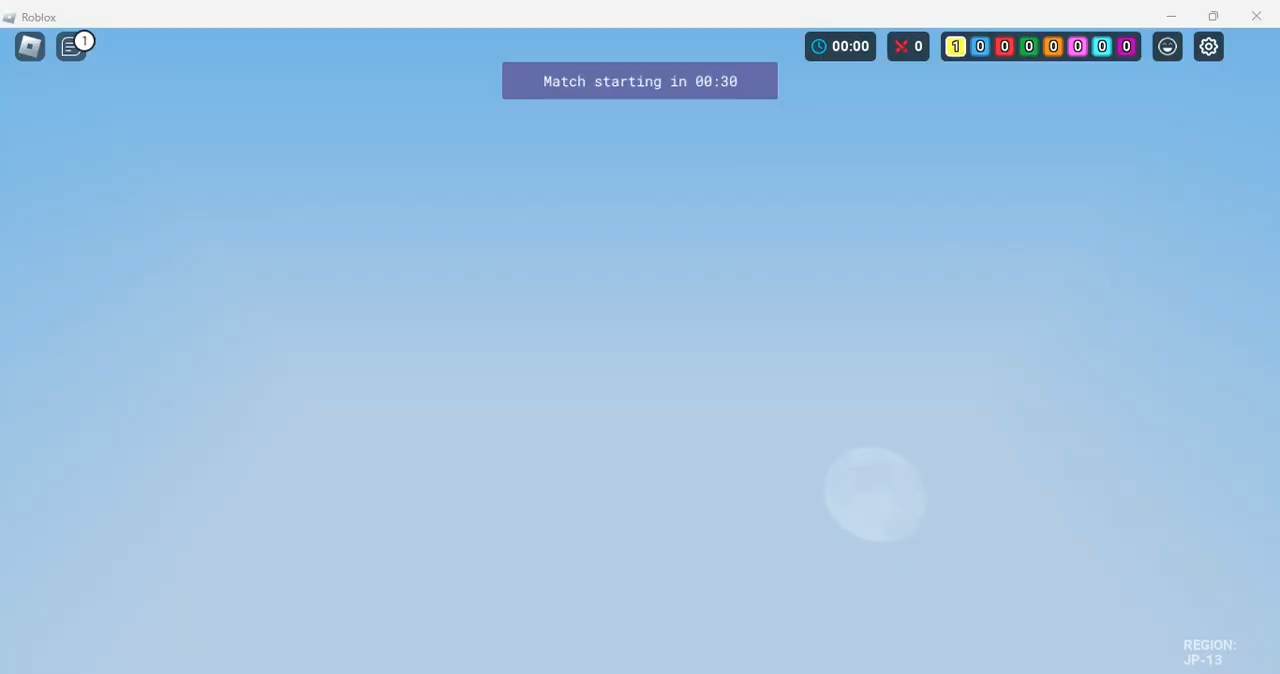 Roblox
1
00:00
0
1 0 0 0 0 0 0 0
Match starting in 00:30
REGION:
JP-13